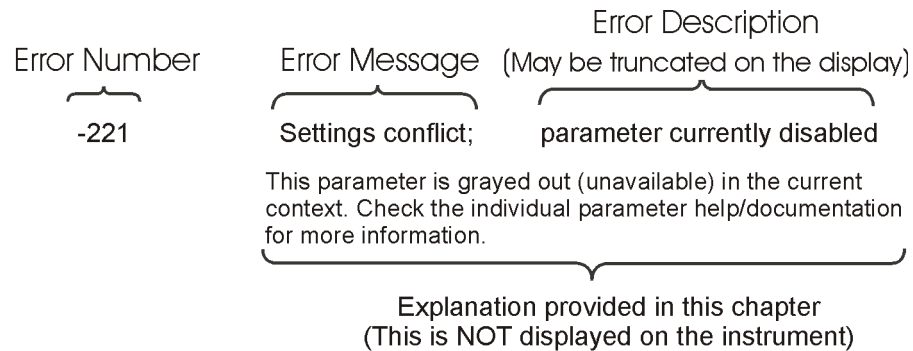 Error Description
Error Number Error Message (May be truncated on the display)
-221 Settings conflict; parameter currently disabled
This parameter is grayed out (unavailable) in the current
context. Check the individual parameter help/documentation
for more information.
Explanation provided in this chapter
(This is NOT displayed on the instrument)